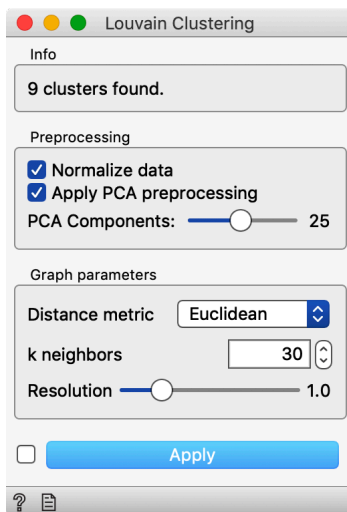 Louvain Clustering
Info
9 clusters found.
Preprocessing
Normalize data
Apply PCA preprocessing
PCA Components: 25
Graph parameters
Distance metric Euclidean
k neighbors 30
Resolution 1.0
Apply
?